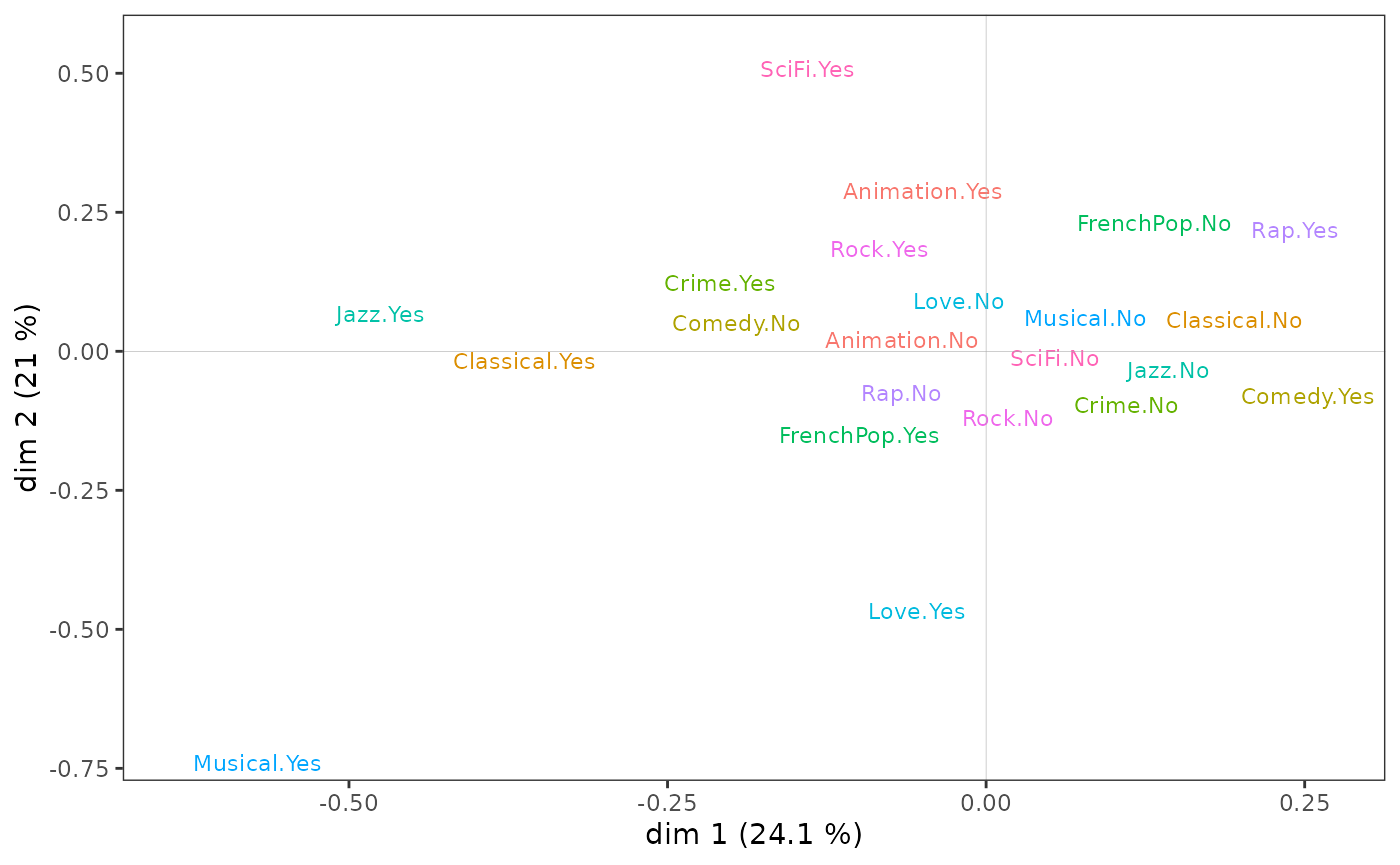 0.50
0.25
0.00
-0.25
-0.50
-0.75
dim 2 (21 %)
SciFi.Yes
Animation.Yes
FrenchPop.No
Rap.Yes
Rock.Yes
Crime.Yes
Love.No
Jazz.Yes
Musical.No
Classical.No
Comedy.No
Animation.No
SciFi.No
Classical.Yes
Jazz.No
Rap.No
Comedy.Yes
Crime.No
Rock.No
FrenchPop.Yes
Love.Yes
Musical.Yes
-0.50
-0.25
0.00
0.25
dim 1 (24.1 %)